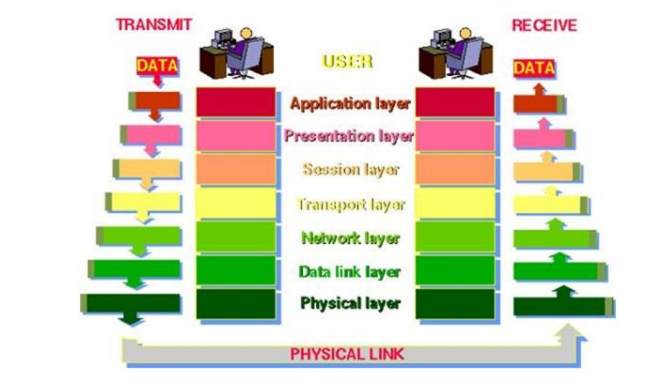 TRANSMIT
RECEIVE
USER
DATA
DATA
Application layer
Presentation layer
Session layer
Transport layer
Network layer
Data link layer
Physical layer
PHYSICAL LINK